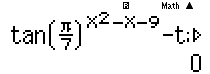 R Math ▲
tan(π/7)^x²-x-9 -t▷
0